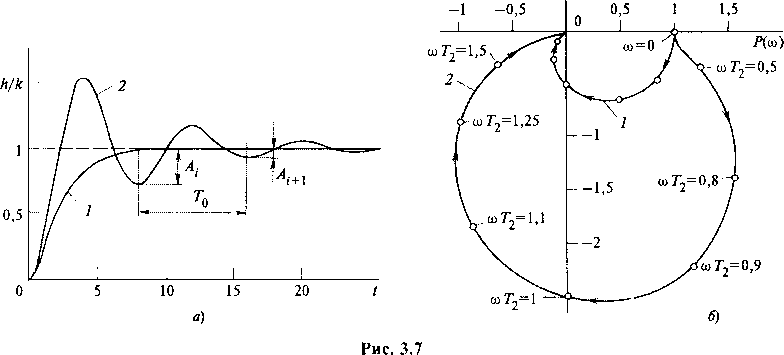 h/k
1
0,5
0
5
10
15
20
t
2
1
A_i
A_{i+1}
T_0
а)
−1
−0,5
0
0,5
1
1,5
P(ω)
ωT_2=1,5
ω=0
ωT_2=0,5
2
1
ωT_2=1,25
−1
ωT_2=0,8
−1,5
ωT_2=1,1
−2
ωT_2=0,9
ωT_2=1
б)
Рис. 3.7